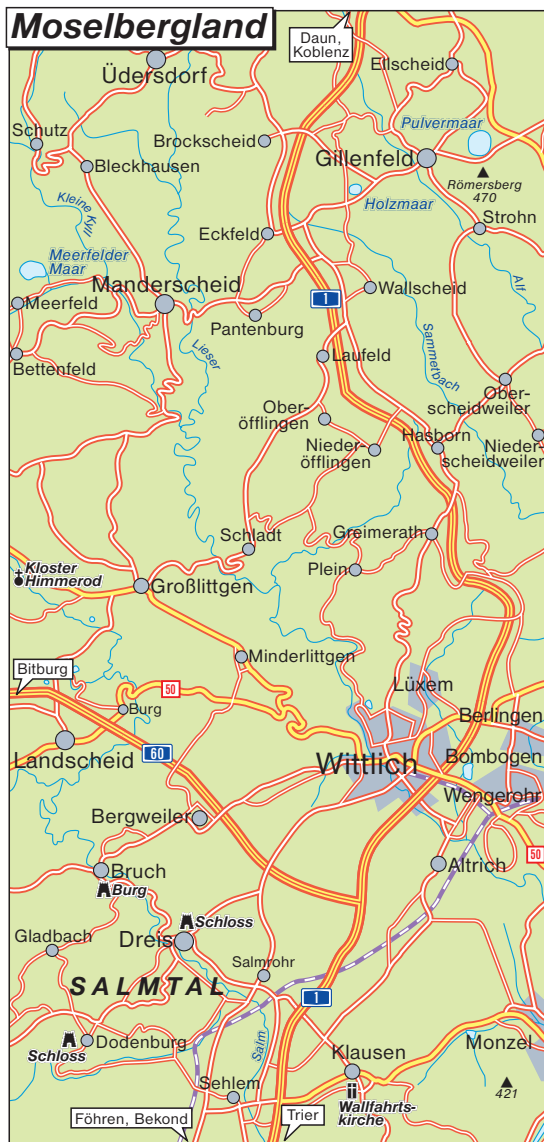 Moselbergland
Daun,
Koblenz
Üdersdorf
Ellscheid
Schutz
Brockscheid
Pulvermaar
Bleckhausen
Gillenfeld
Römersberg
470
Kleine Kyll
Holzmaar
Strohn
Eckfeld
Meerfelder
Maar
Manderscheid
Wallscheid
Alf
Meerfeld
1
Pantenburg
Sammetbach
Lieser
Laufeld
Bettenfeld
Ober-
scheidweiler
Ober-
öfflingen
Hasborn
Nieder-
öfflingen
Nieder-
scheidweiler
Schladt
Greimerath
Kloster
Himmerod
Plein
Großlittgen
Minderlittgen
Bitburg
50
Lüxem
Burg
Berlingen
Landscheid
60
Wittlich
Bombogen
Wengerohr
Bergweiler
50
Bruch
Altrich
Burg
Schloss
Gladbach
Dreis
Salmrohr
SALMTAL
1
Salm
Dodenburg
Schloss
Klausen
Monzel
Sehlem
421
Wallfahrts-
kirche
Föhren, Bekond
Trier